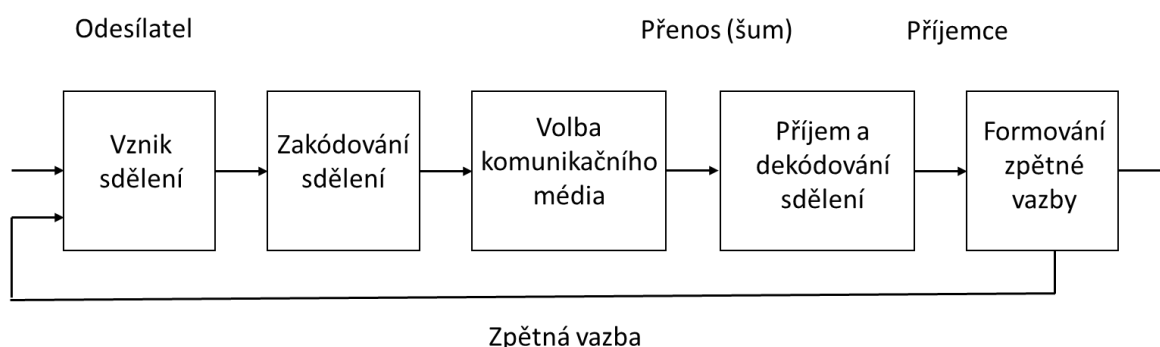 Odesílatel
Přenos (šum)
Příjemce
Vznik
sdělení
Zakódování
sdělení
Volba
komunikačního
média
Příjem a
dekódování
sdělení
Formování
zpětné
vazby
Zpětná vazba